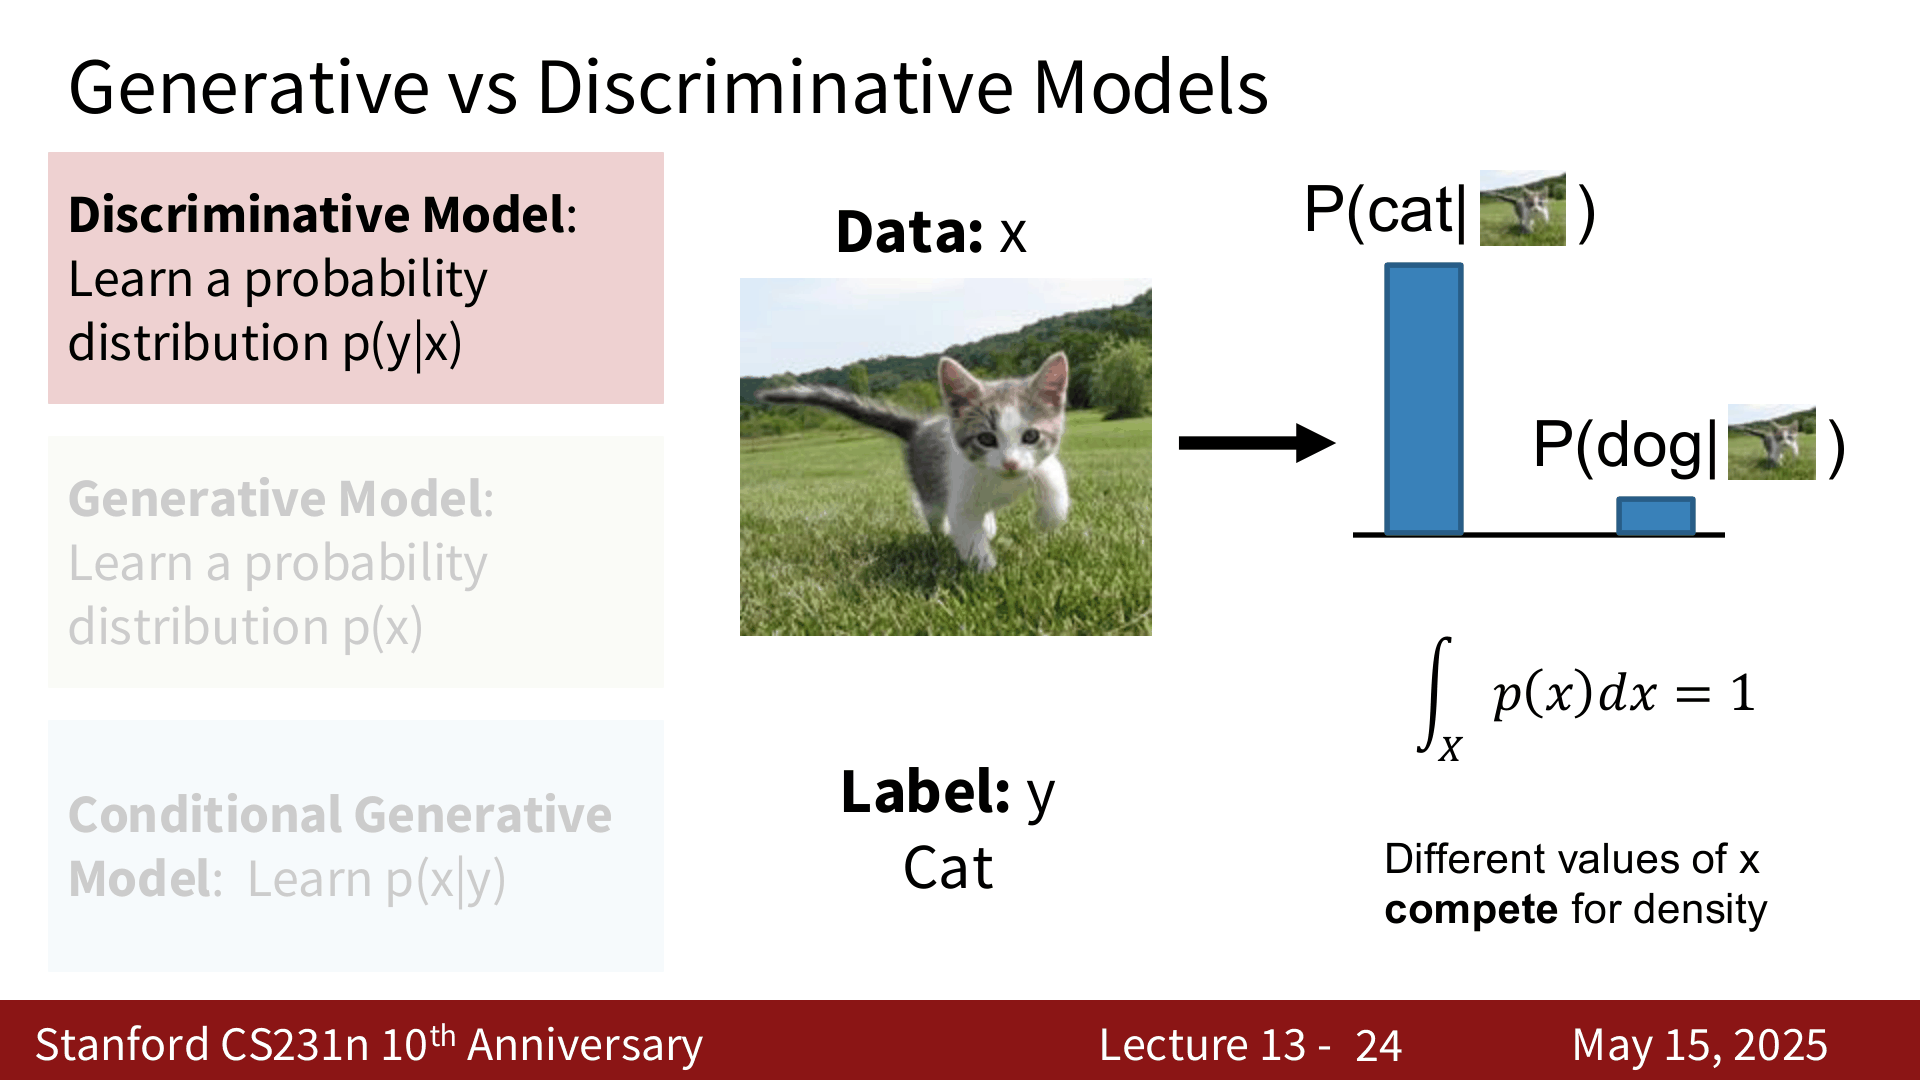 Generative vs Discriminative Models
Discriminative Model:
Learn a probability
distribution p(y|x)
Generative Model:
Learn a probability
distribution p(x)
Conditional Generative
Model: Learn p(x|y)
Data: x
Label: y
Cat
P(cat| )
P(dog| )
∫_X p(x)dx = 1
Different values of x
compete for density
Stanford CS231n 10th Anniversary
Lecture 13 - 24
May 15, 2025